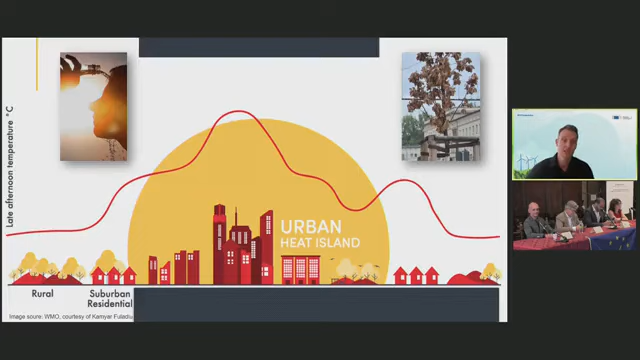 Late afternoon temperature °C
URBAN
HEAT ISLAND
Rural
Suburban
Residential
Image soure: WMO, courtesy of Kamyar Fuladlu